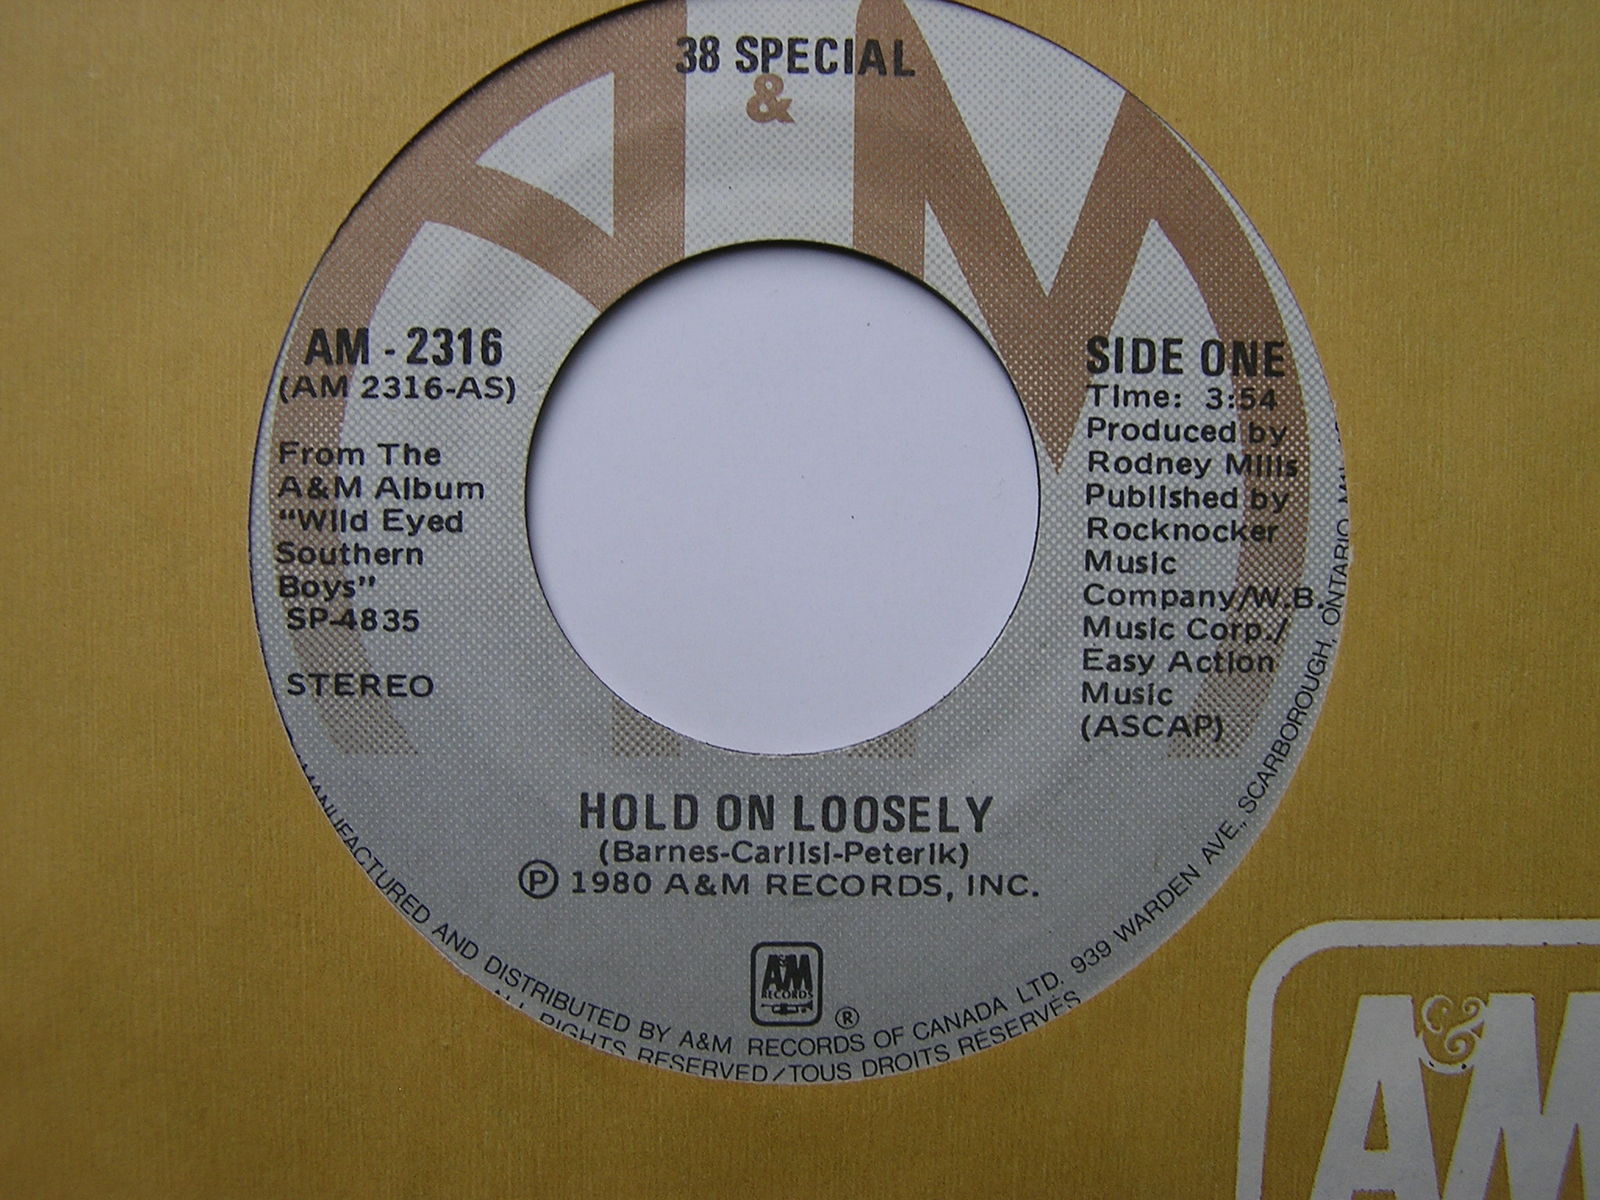 38 SPECIAL
&
AM - 2316
(AM 2316-AS)
From The
A&M Album
"Wild Eyed
Southern
Boys"
SP-4835
STEREO
SIDE ONE
Time: 3:54
Produced by
Rodney Mills
Published by
Rocknocker
Music
Company/W.B.
Music Corp./
Easy Action
Music
(ASCAP)
HOLD ON LOOSELY
(Barnes-Carlisi-Peterik)
Ⓟ 1980 A&M RECORDS, INC.
A&M
RECORDS
®
MANUFACTURED AND DISTRIBUTED BY A&M RECORDS OF CANADA LTD. 939 WARDEN AVE., SCARBOROUGH, ONTARIO
ALL RIGHTS RESERVED/TOUS DROITS RÉSERVÉS
A&M